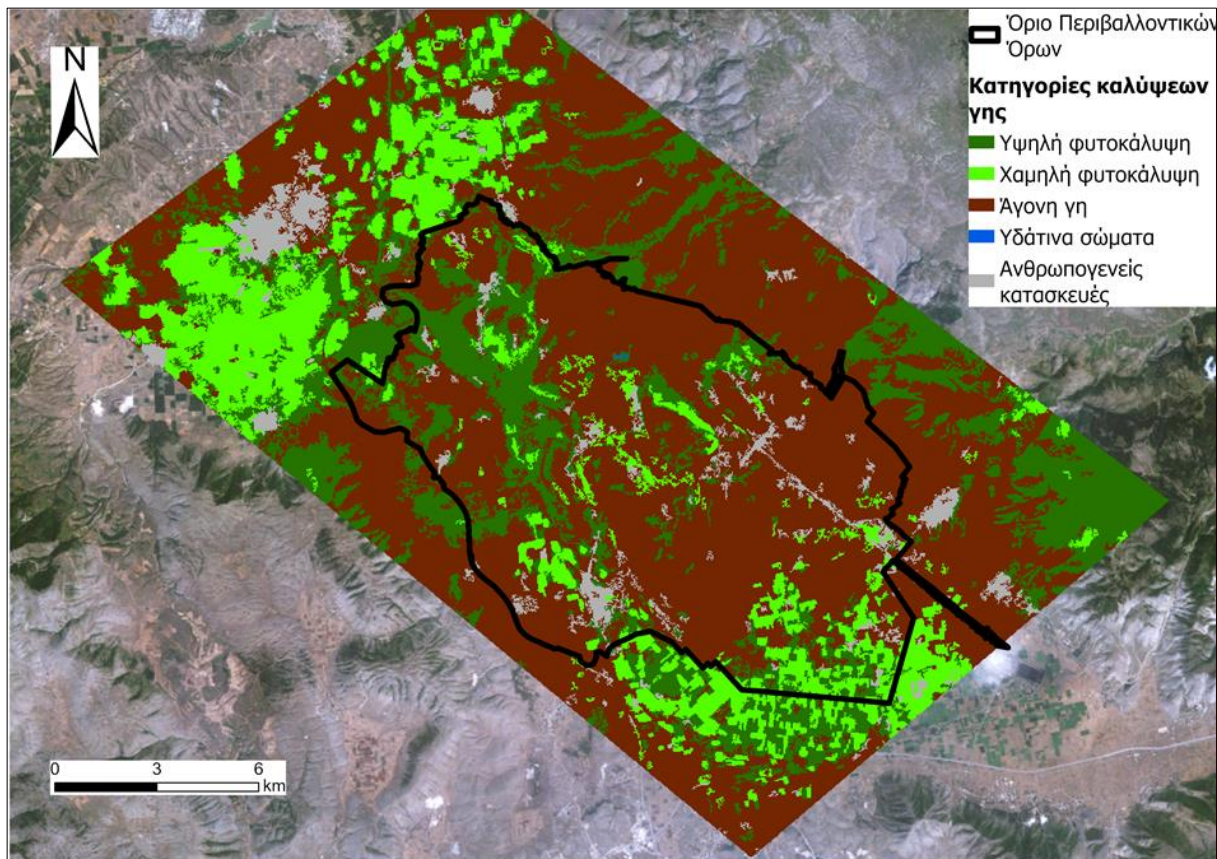 Όριο Περιβαλλοντικών
Όρων
Κατηγορίες καλύψεων
γης
Υψηλή φυτοκάλυψη
Χαμηλή φυτοκάλυψη
Άγονη γη
Υδάτινα σώματα
Ανθρωπογενείς
κατασκευές
N
0 3 6
km